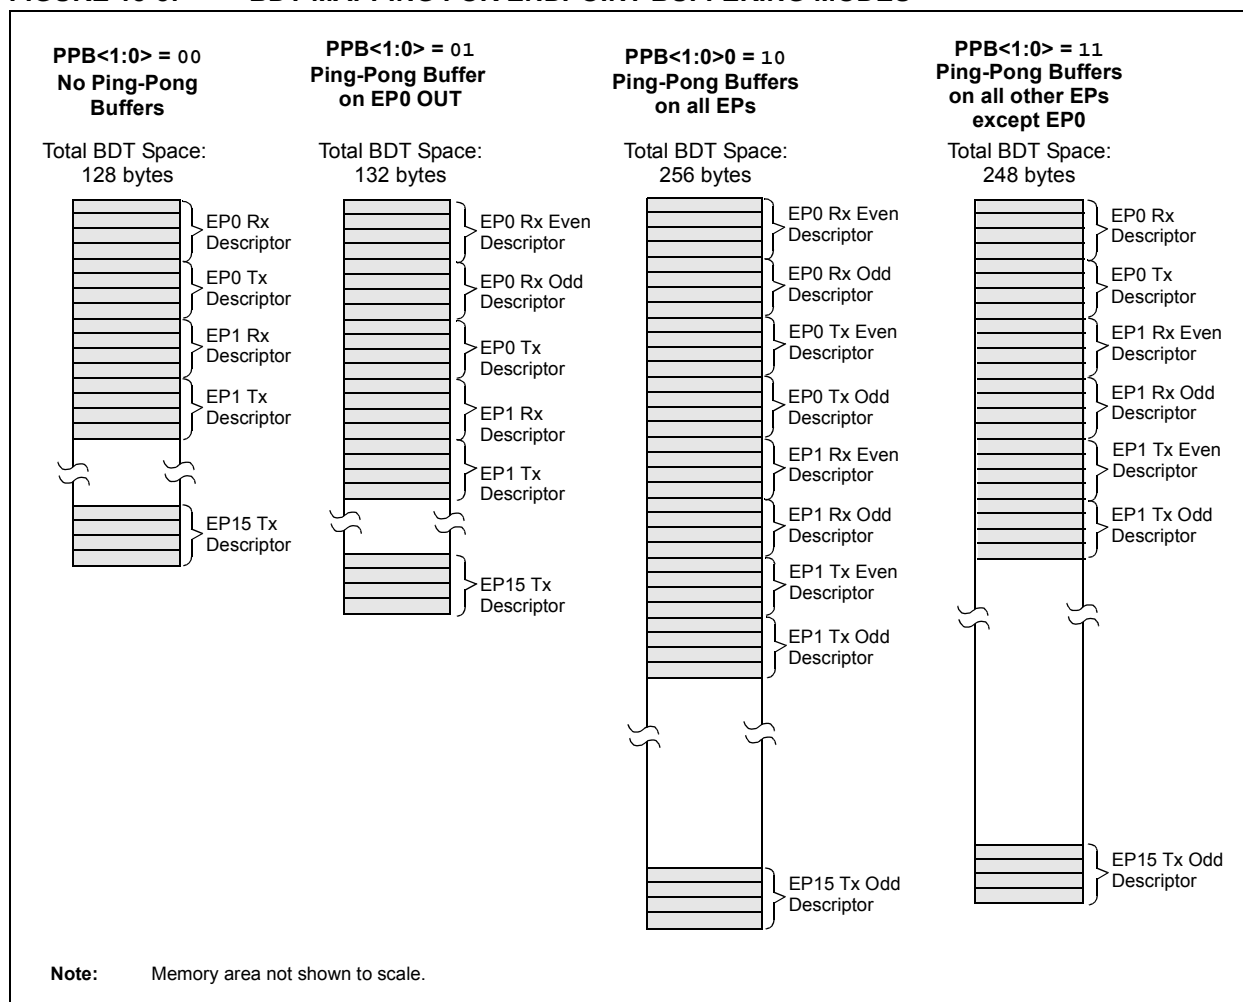 PPB<1:0> = 00
No Ping-Pong
Buffers
Total BDT Space:
128 bytes
EP0 Rx
Descriptor
EP0 Tx
Descriptor
EP1 Rx
Descriptor
EP1 Tx
Descriptor
EP15 Tx
Descriptor
PPB<1:0> = 01
Ping-Pong Buffer
on EP0 OUT
Total BDT Space:
132 bytes
EP0 Rx Even
Descriptor
EP0 Rx Odd
Descriptor
EP0 Tx
Descriptor
EP1 Rx
Descriptor
EP1 Tx
Descriptor
EP15 Tx
Descriptor
PPB<1:0>0 = 10
Ping-Pong Buffers
on all EPs
Total BDT Space:
256 bytes
EP0 Rx Even
Descriptor
EP0 Rx Odd
Descriptor
EP0 Tx Even
Descriptor
EP0 Tx Odd
Descriptor
EP1 Rx Even
Descriptor
EP1 Rx Odd
Descriptor
EP1 Tx Even
Descriptor
EP1 Tx Odd
Descriptor
EP15 Tx Odd
Descriptor
PPB<1:0> = 11
Ping-Pong Buffers
on all other EPs
except EP0
Total BDT Space:
248 bytes
EP0 Rx
Descriptor
EP0 Tx
Descriptor
EP1 Rx Even
Descriptor
EP1 Rx Odd
Descriptor
EP1 Tx Even
Descriptor
EP1 Tx Odd
Descriptor
EP15 Tx Odd
Descriptor
Note: Memory area not shown to scale.